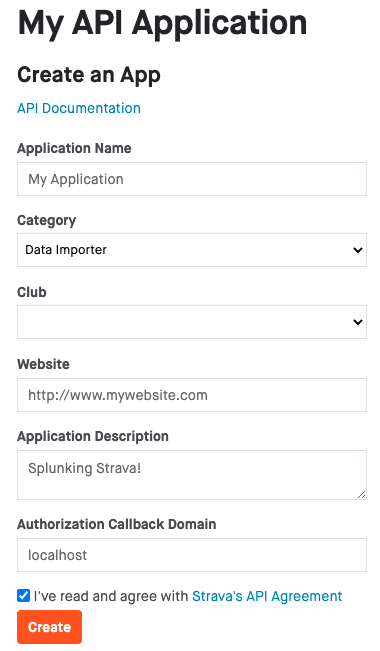 My API Application
Create an App
API Documentation
Application Name
My Application
Category
Data Importer
Club
Website
http://www.mywebsite.com
Application Description
Splunking Strava!
Authorization Callback Domain
localhost
I've read and agree with Strava's API Agreement
Create